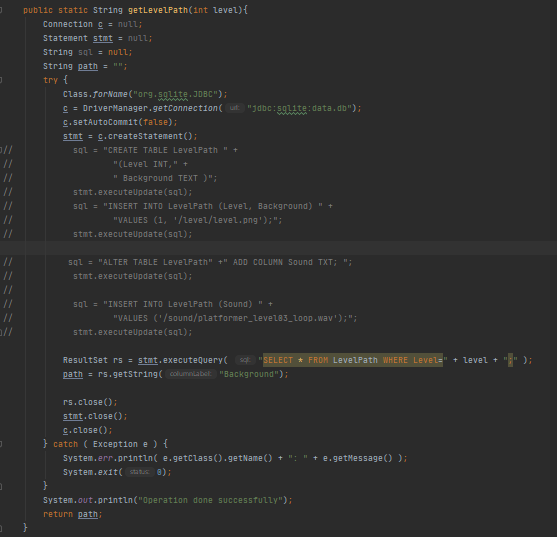 public static String getLevelPath(int level){
Connection c = null;
Statement stmt = null;
String sql = null;
String path = "";
try {
Class.forName("org.sqlite.JDBC");
c = DriverManager.getConnection( url: "jdbc:sqlite:data.db");
c.setAutoCommit(false);
stmt = c.createStatement();
// sql = "CREATE TABLE LevelPath " +
// "(Level INT," +
// " Background TEXT )";
// stmt.executeUpdate(sql);
// sql = "INSERT INTO LevelPath (Level, Background) " +
// "VALUES (1, '/level/level.png');";
// stmt.executeUpdate(sql);
// sql = "ALTER TABLE LevelPath" +" ADD COLUMN Sound TXT; ";
// stmt.executeUpdate(sql);
//
// sql = "INSERT INTO LevelPath (Sound) " +
// "VALUES ('/sound/platformer_level03_loop.wav');";
// stmt.executeUpdate(sql);
ResultSet rs = stmt.executeQuery( sql: "SELECT * FROM LevelPath WHERE Level=" + level + ";" );
path = rs.getString( columnLabel: "Background");
rs.close();
stmt.close();
c.close();
} catch ( Exception e ) {
System.err.println( e.getClass().getName() + ": " + e.getMessage() );
System.exit( status: 0);
}
System.out.println("Operation done successfully");
return path;
}